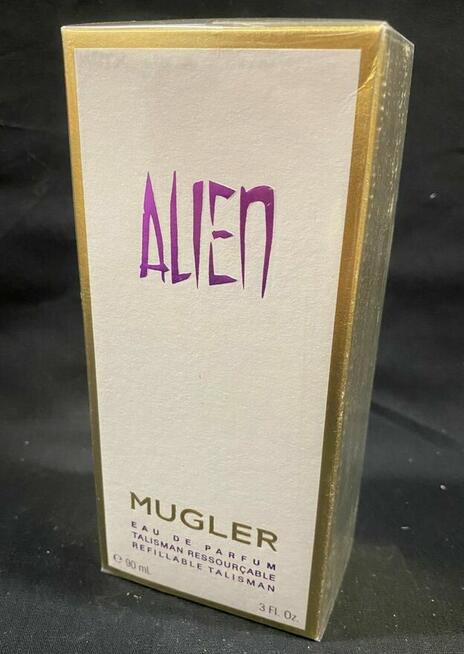 ALIEN
MUGLER
EAU DE PARFUM
TALISMAN RESSOURÇABLE
REFILLABLE TALISMAN
℮ 90 mL
3 Fl. Oz.